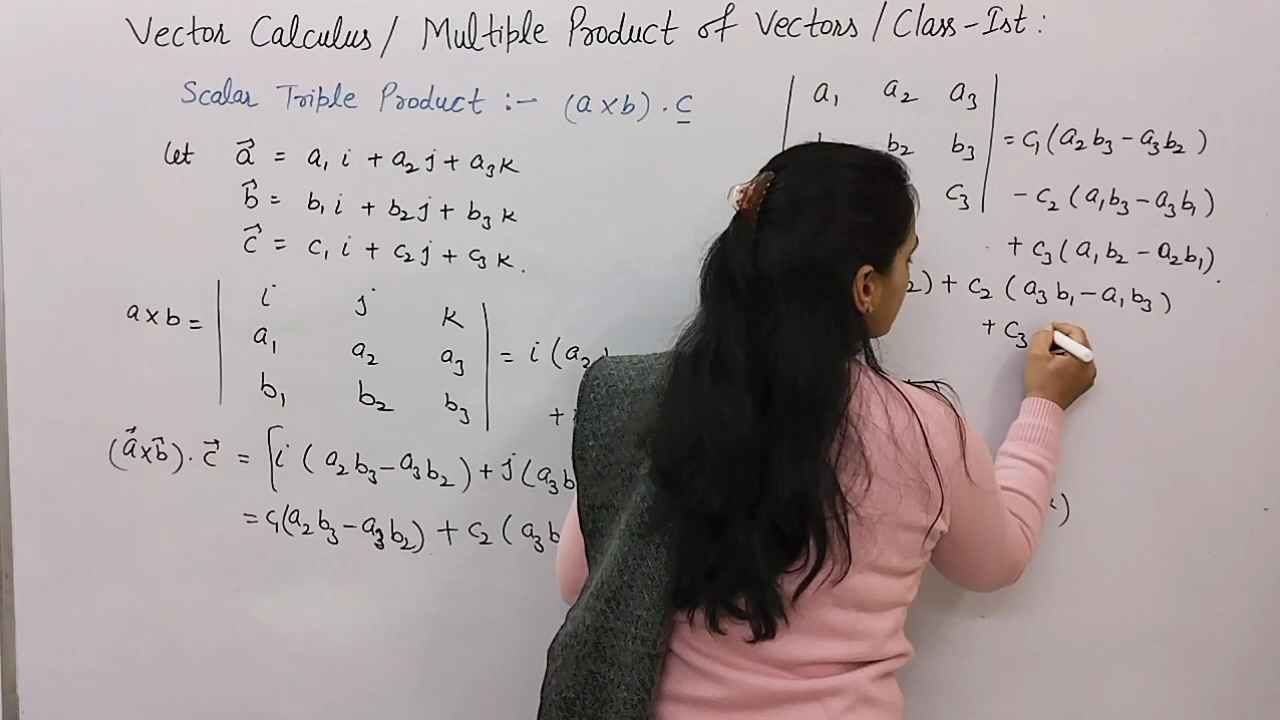 Vector Calculus / Multiple Product of Vectors / Class-Ist :
Scalar Triple Product :- (a x b) . c
let a⃗ = a₁ i + a₂ j + a₃ k
b⃗ = b₁ i + b₂ j + b₃ k
c⃗ = c₁ i + c₂ j + c₃ k .
a x b =
i j k
a₁ a₂ a₃
b₁ b₂ b₃
= i (a₂
+
(a⃗ x b⃗) . c⃗ = [i (a₂b₃ - a₃b₂) + j (a₃b
= c₁(a₂b₃ - a₃b₂) + c₂ (a₃b
a₁ a₂ a₃
b₂ b₃ = c₁(a₂b₃ - a₃b₂)
c₃ - c₂ (a₁b₃ - a₃b₁)
+ c₃ (a₁b₂ - a₂b₁) .
₂) + c₂ (a₃b₁ - a₁b₃)
+ c₃
)